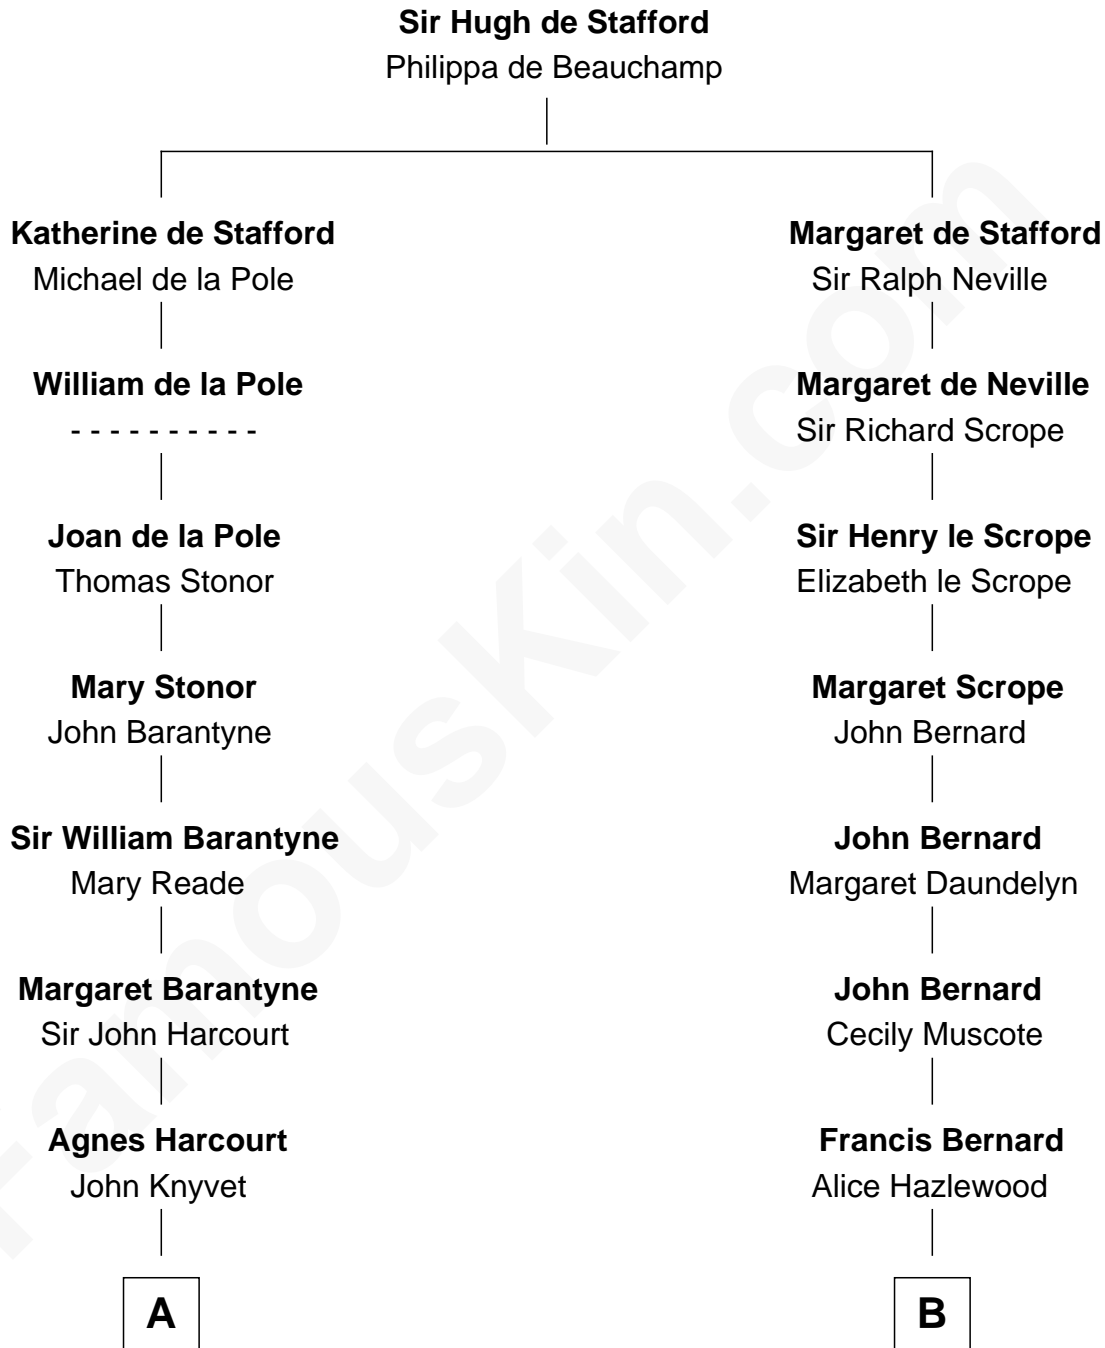 Sir Hugh de Stafford
Philippa de Beauchamp
Katherine de Stafford
Michael de la Pole
William de la Pole
- - - - - - - - - -
Joan de la Pole
Thomas Stonor
Mary Stonor
John Barantyne
Sir William Barantyne
Mary Reade
Margaret Barantyne
Sir John Harcourt
Agnes Harcourt
John Knyvet
A
Margaret de Stafford
Sir Ralph Neville
Margaret de Neville
Sir Richard Scrope
Sir Henry le Scrope
Elizabeth le Scrope
Margaret Scrope
John Bernard
John Bernard
Margaret Daundelyn
John Bernard
Cecily Muscote
Francis Bernard
Alice Hazlewood
B
FamousKin.com